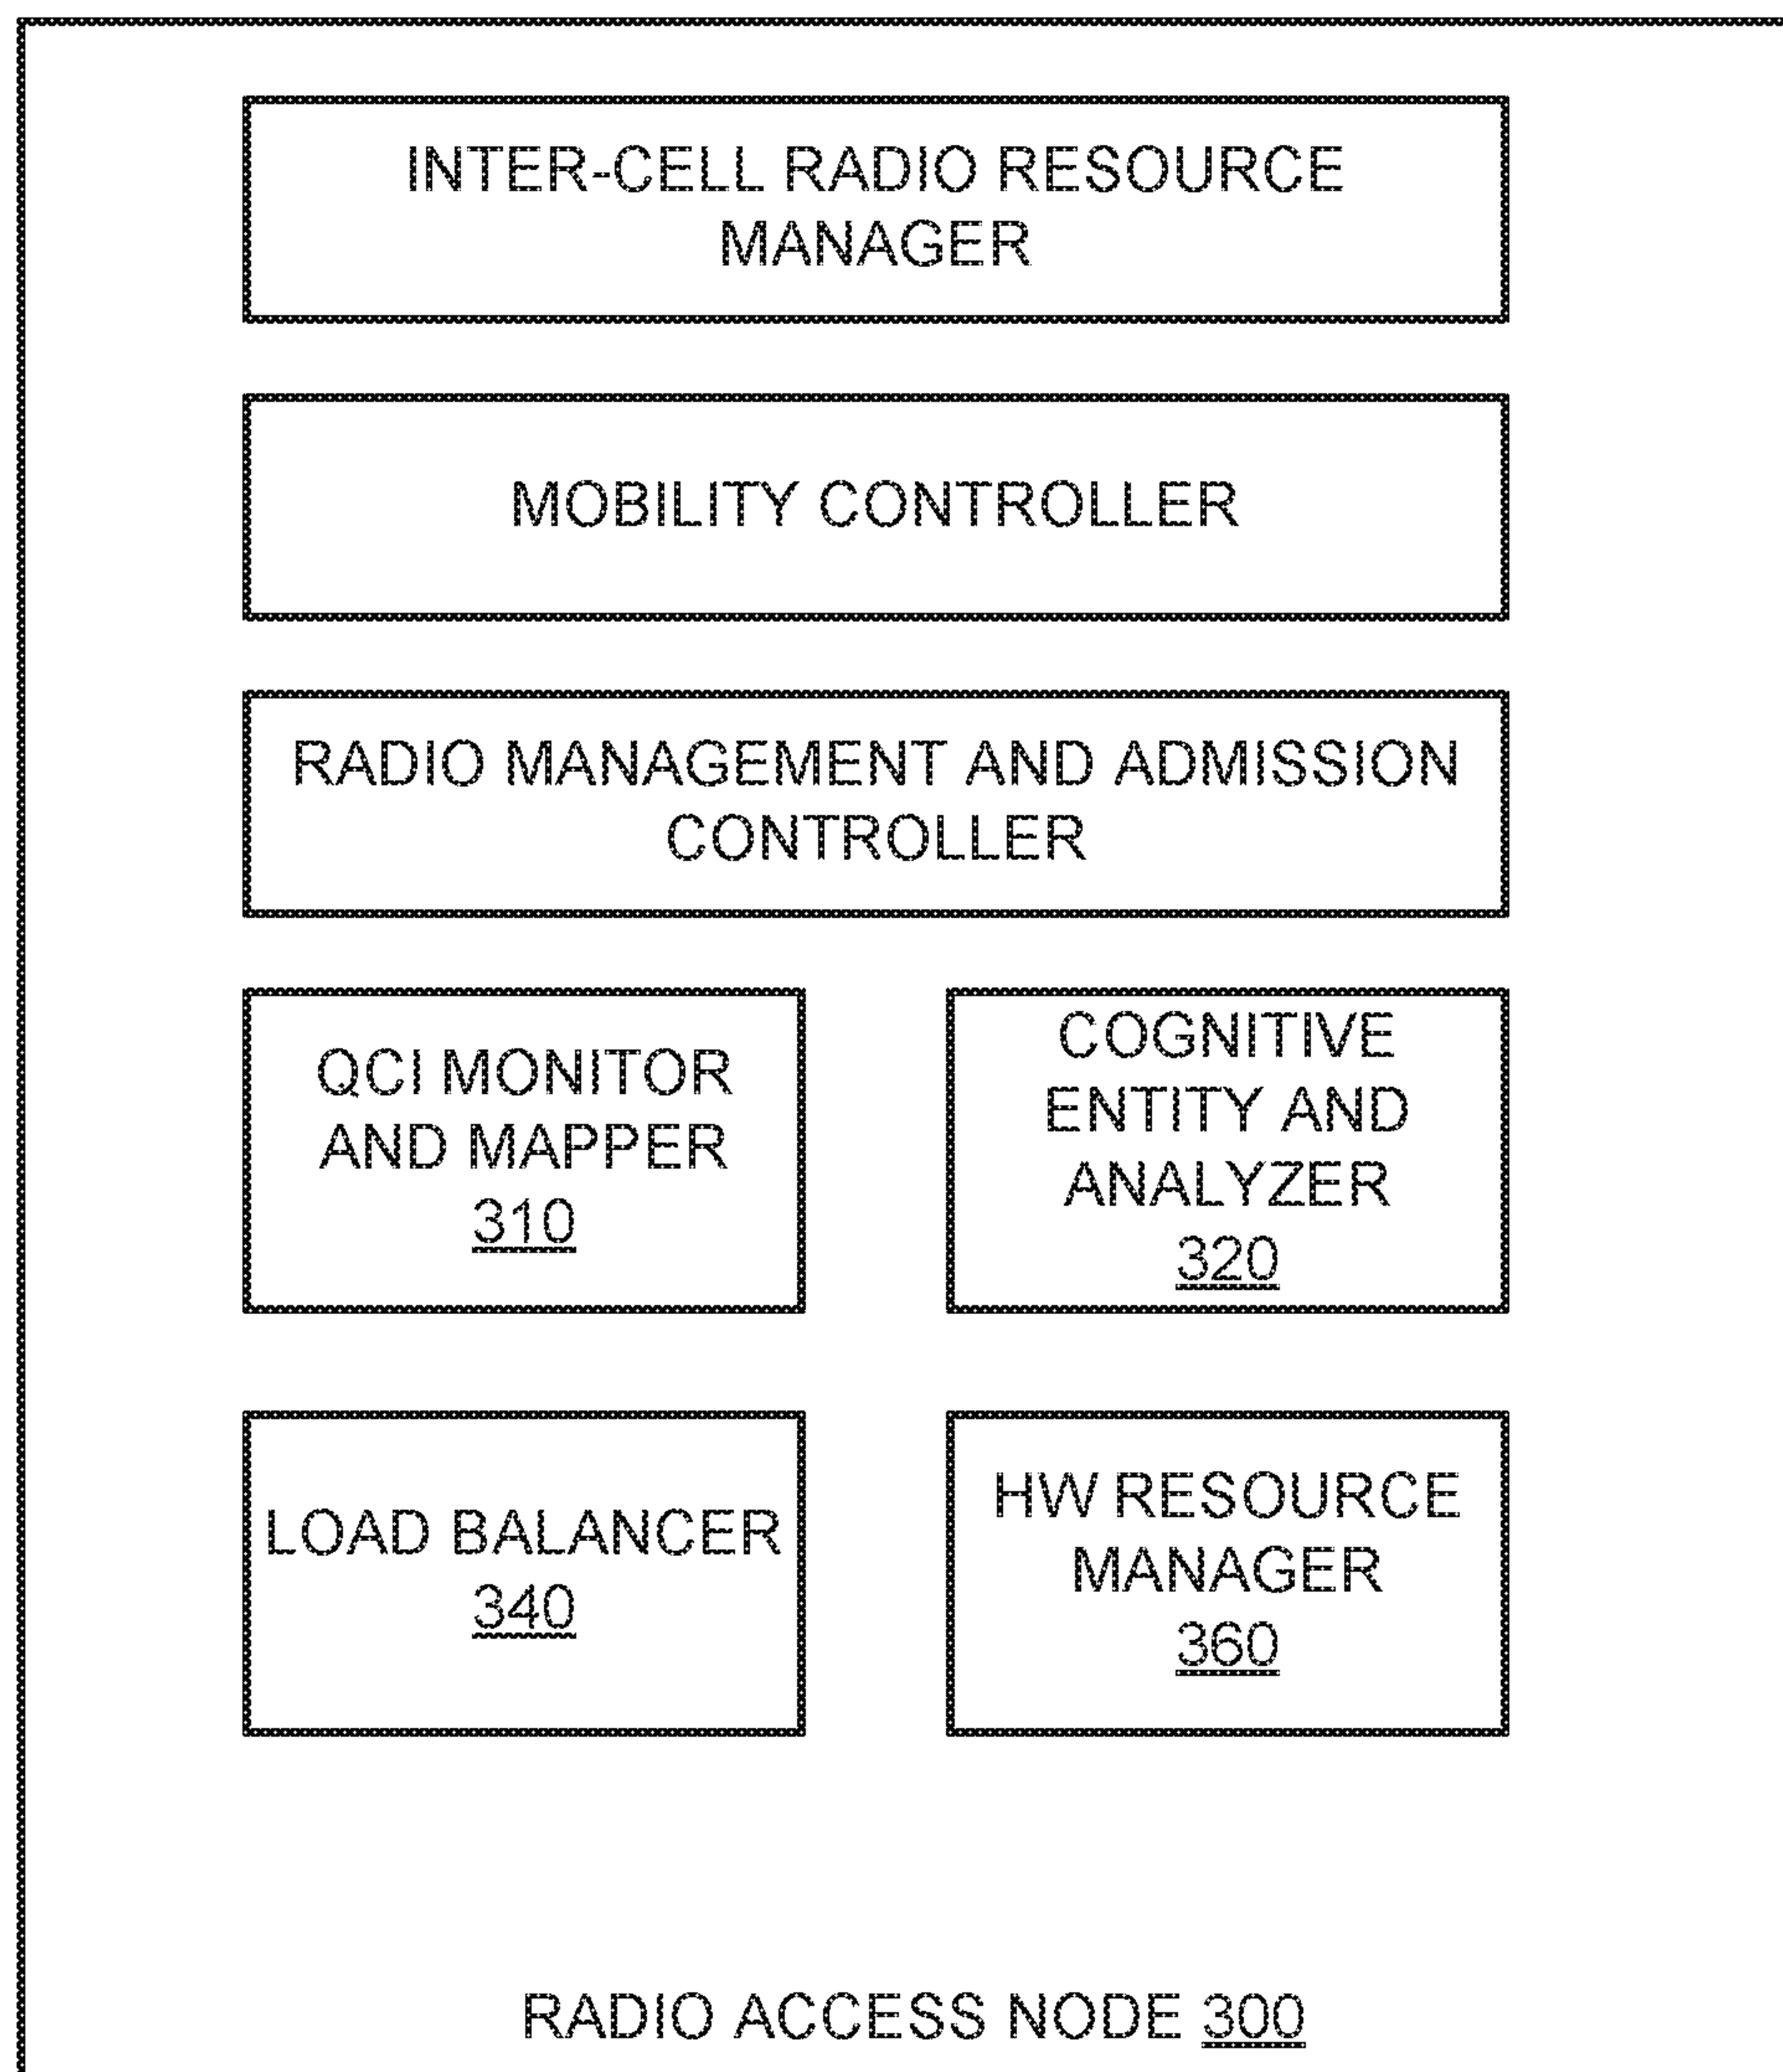 INTER-CELL RADIO RESOURCE
MANAGER
MOBILITY CONTROLLER
RADIO MANAGEMENT AND ADMISSION
CONTROLLER
QCI MONITOR
AND MAPPER
310
COGNITIVE
ENTITY AND
ANALYZER
320
LOAD BALANCER
340
HW RESOURCE
MANAGER
360
RADIO ACCESS NODE 300